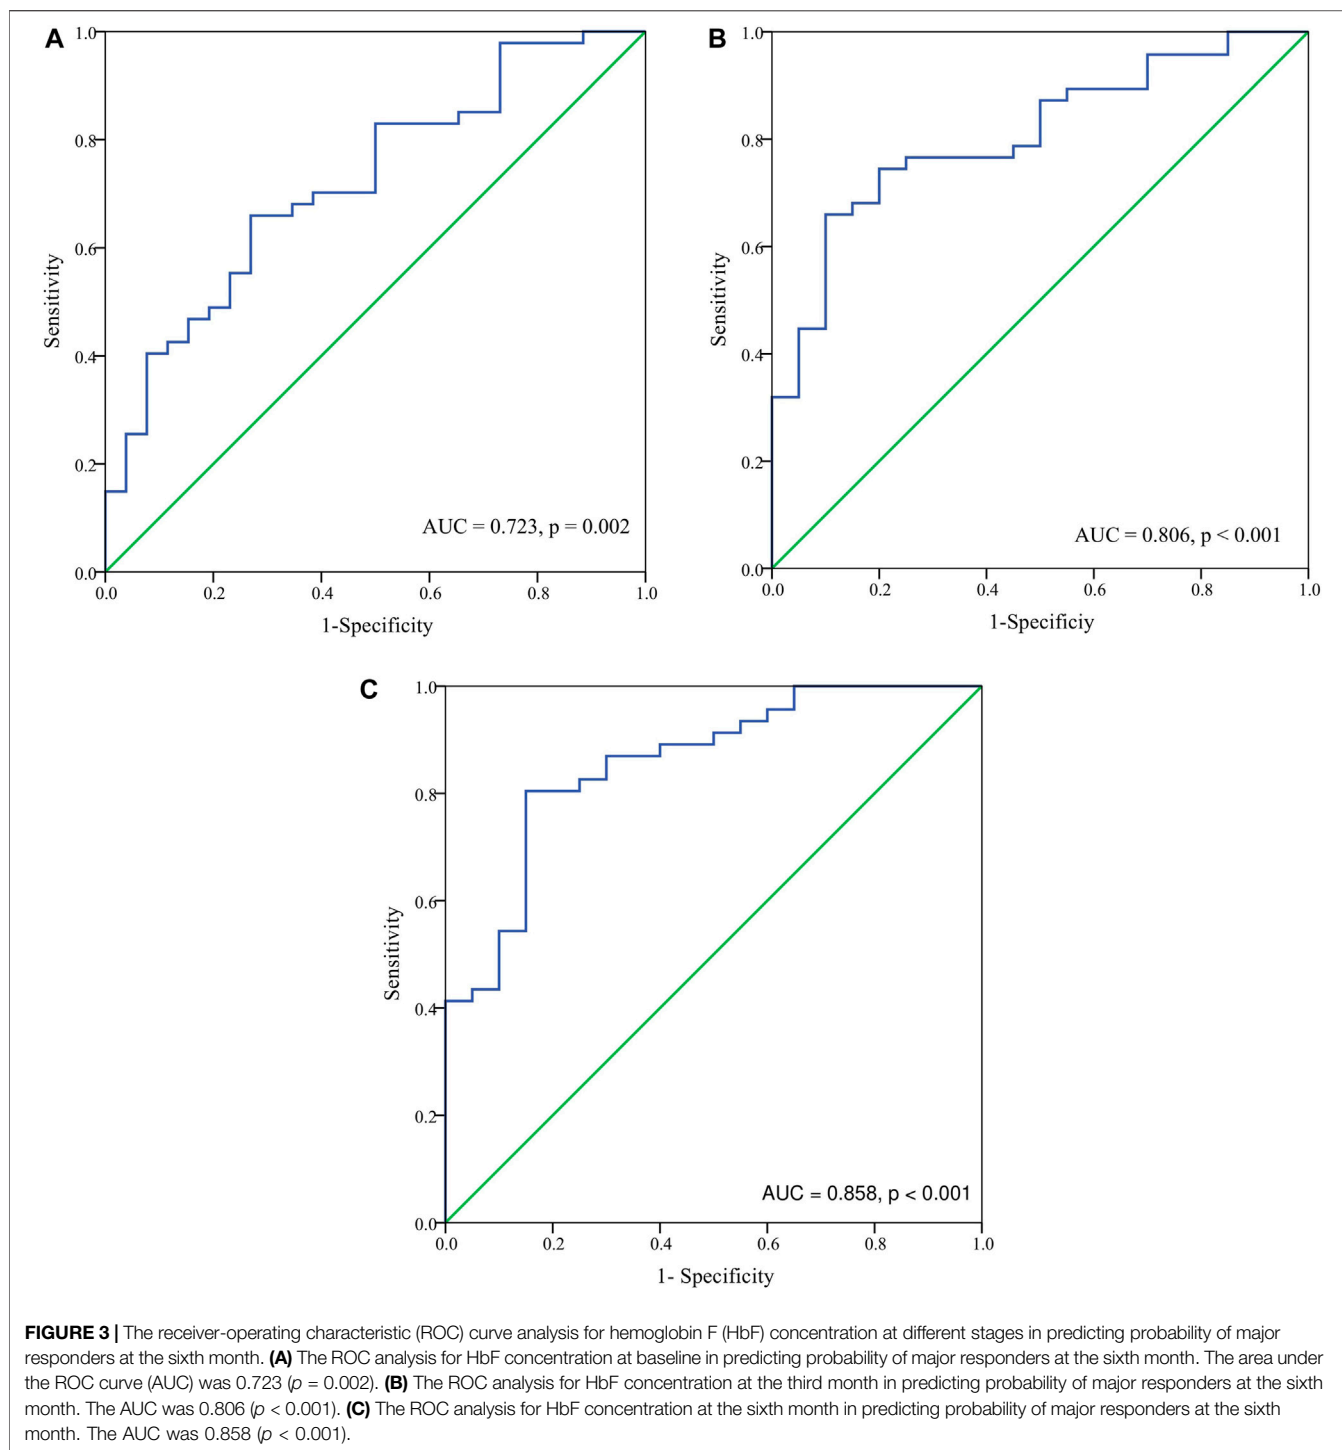 A
1.0
0.8
0.6
0.4
0.2
0.0
Sensitivity
AUC = 0.723, p = 0.002
0.0 0.2 0.4 0.6 0.8 1.0
1-Specificity
B
1.0
0.8
0.6
0.4
0.2
0.0
Sensitivity
AUC = 0.806, p < 0.001
0.0 0.2 0.4 0.6 0.8 1.0
1-Specificiy
C
1.0
0.8
0.6
0.4
0.2
0.0
Sensitivity
AUC = 0.858, p < 0.001
0.0 0.2 0.4 0.6 0.8 1.0
1- Specificity
FIGURE 3 | The receiver-operating characteristic (ROC) curve analysis for hemoglobin F (HbF) concentration at different stages in predicting probability of major
responders at the sixth month. (A) The ROC analysis for HbF concentration at baseline in predicting probability of major responders at the sixth month. The area under
the ROC curve (AUC) was 0.723 (p = 0.002). (B) The ROC analysis for HbF concentration at the third month in predicting probability of major responders at the sixth
month. The AUC was 0.806 (p < 0.001). (C) The ROC analysis for HbF concentration at the sixth month in predicting probability of major responders at the sixth
month. The AUC was 0.858 (p < 0.001).